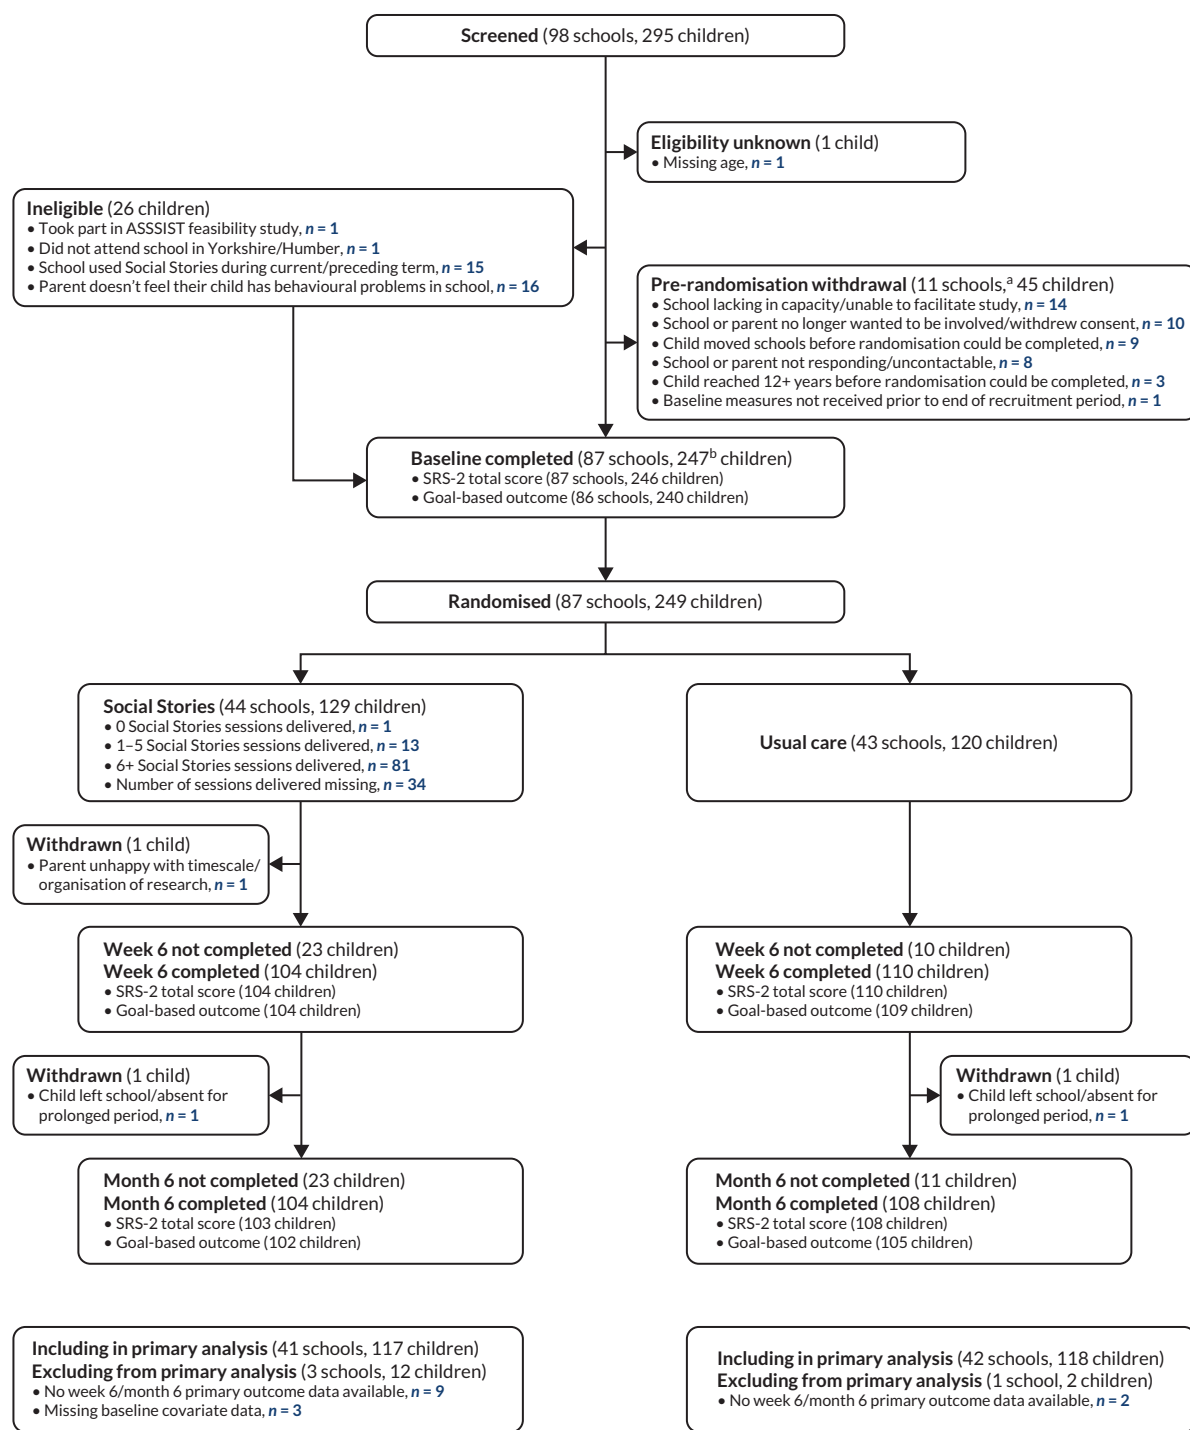 Screened (98 schools, 295 children)
Eligibility unknown (1 child)
• Missing age, n = 1
Ineligible (26 children)
• Took part in ASSSIST feasibility study, n = 1
• Did not attend school in Yorkshire/Humber, n = 1
• School used Social Stories during current/preceding term, n = 15
• Parent doesn’t feel their child has behavioural problems in school, n = 16
Pre-randomisation withdrawal (11 schools,a 45 children)
• School lacking in capacity/unable to facilitate study, n = 14
• School or parent no longer wanted to be involved/withdrew consent, n = 10
• Child moved schools before randomisation could be completed, n = 9
• School or parent not responding/uncontactable, n = 8
• Child reached 12+ years before randomisation could be completed, n = 3
• Baseline measures not received prior to end of recruitment period, n = 1
Baseline completed (87 schools, 247b children)
• SRS-2 total score (87 schools, 246 children)
• Goal-based outcome (86 schools, 240 children)
Randomised (87 schools, 249 children)
Social Stories (44 schools, 129 children)
• 0 Social Stories sessions delivered, n = 1
• 1–5 Social Stories sessions delivered, n = 13
• 6+ Social Stories sessions delivered, n = 81
• Number of sessions delivered missing, n = 34
Usual care (43 schools, 120 children)
Withdrawn (1 child)
• Parent unhappy with timescale/
organisation of research, n = 1
Week 6 not completed (23 children)
Week 6 completed (104 children)
• SRS-2 total score (104 children)
• Goal-based outcome (104 children)
Week 6 not completed (10 children)
Week 6 completed (110 children)
• SRS-2 total score (110 children)
• Goal-based outcome (109 children)
Withdrawn (1 child)
• Child left school/absent for
prolonged period, n = 1
Withdrawn (1 child)
• Child left school/absent for
prolonged period, n = 1
Month 6 not completed (23 children)
Month 6 completed (104 children)
• SRS-2 total score (103 children)
• Goal-based outcome (102 children)
Month 6 not completed (11 children)
Month 6 completed (108 children)
• SRS-2 total score (108 children)
• Goal-based outcome (105 children)
Including in primary analysis (41 schools, 117 children)
Excluding from primary analysis (3 schools, 12 children)
• No week 6/month 6 primary outcome data available, n = 9
• Missing baseline covariate data, n = 3
Including in primary analysis (42 schools, 118 children)
Excluding from primary analysis (1 school, 2 children)
• No week 6/month 6 primary outcome data available, n = 2